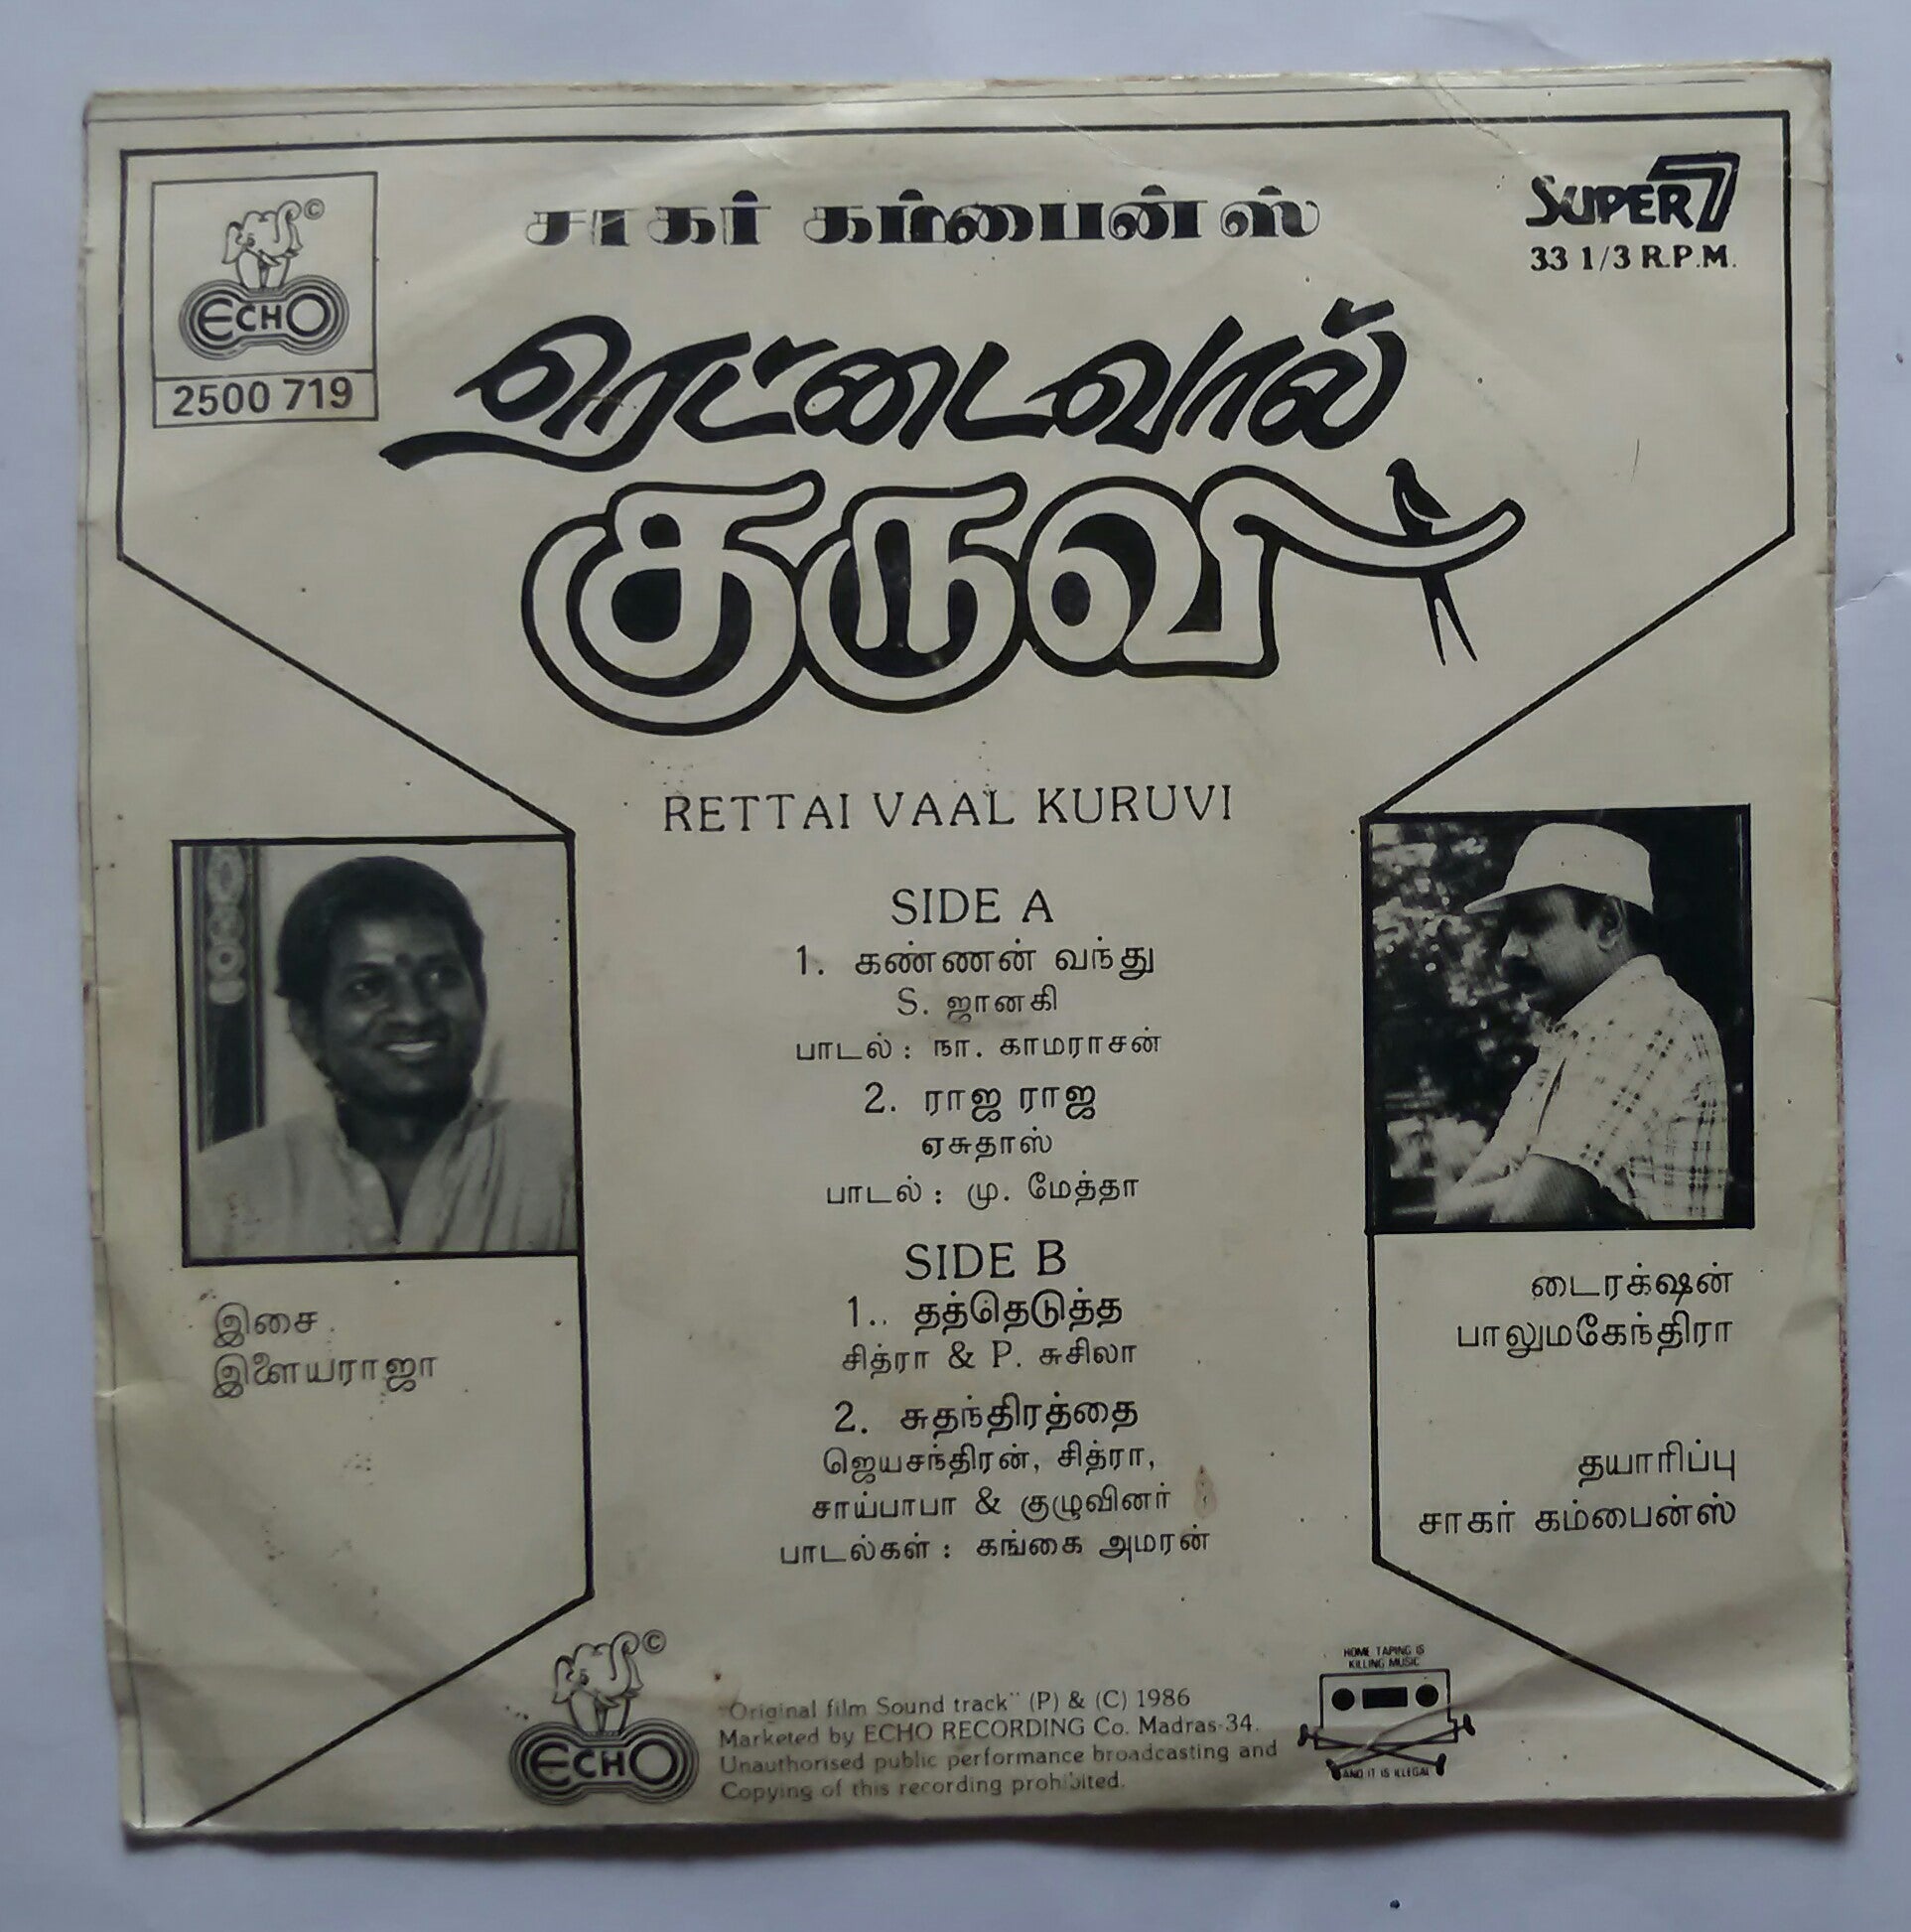 சாகர் கம்பைன்ஸ்
SUPER 7
33 1/3 R.P.M.
©
ECHO
2500 719
ரெட்டைவால்
குருவி
RETTAI VAAL KURUVI
SIDE A
1. கண்ணன் வந்து
S. ஜானகி
பாடல் : நா. காமராசன்
2. ராஜ ராஜ
ஏசுதாஸ்
பாடல் : மு. மேத்தா
SIDE B
1.. தத்தெடுத்த
சித்ரா & P. சுசிலா
2. சுதந்திரத்தை
ஜெயசந்திரன், சித்ரா,
சாய்பாபா & குழுவினர்
பாடல்கள் : கங்கை அமரன்
இசை
இளையராஜா
டைரக்‌ஷன்
பாலுமகேந்திரா
தயாரிப்பு
சாகர் கம்பைன்ஸ்
©
ECHO
"Original film Sound track" (P) & (C) 1986
Marketed by ECHO RECORDING Co. Madras-34.
Unauthorised public performance broadcasting and
Copying of this recording prohibited.
HOME TAPING IS
KILLING MUSIC
AND IT IS ILLEGAL